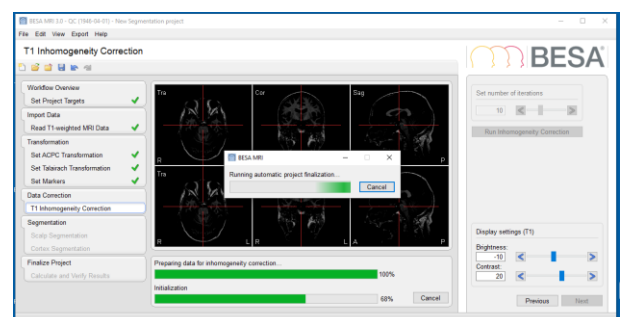 BESA MRI 3.0 - QC (1946-04-01) - New Segmentation project
File Edit View Export Help
T1 Inhomogeneity Correction
BESA
Workflow Overview
Set Project Targets
Import Data
Read T1-weighted MRI Data
Transformation
Set ACPC Transformation
Set Talairach Transformation
Set Markers
Data Correction
T1 Inhomogeneity Correction
Segmentation
Scalp Segmentation
Cortex Segmentation
Finalize Project
Calculate and Verify Results
Tra
Cor
Sag
R
P
Tra
R
L R
L A
P
BESA MRI
Running automatic project finalization...
Cancel
Preparing data for inhomogeneity correction...
100%
Initialization
68%
Cancel
Set number of iterations
10
Run Inhomogeneity Correction
Display settings (T1)
Brightness:
-10
Contrast:
20
Previous Next